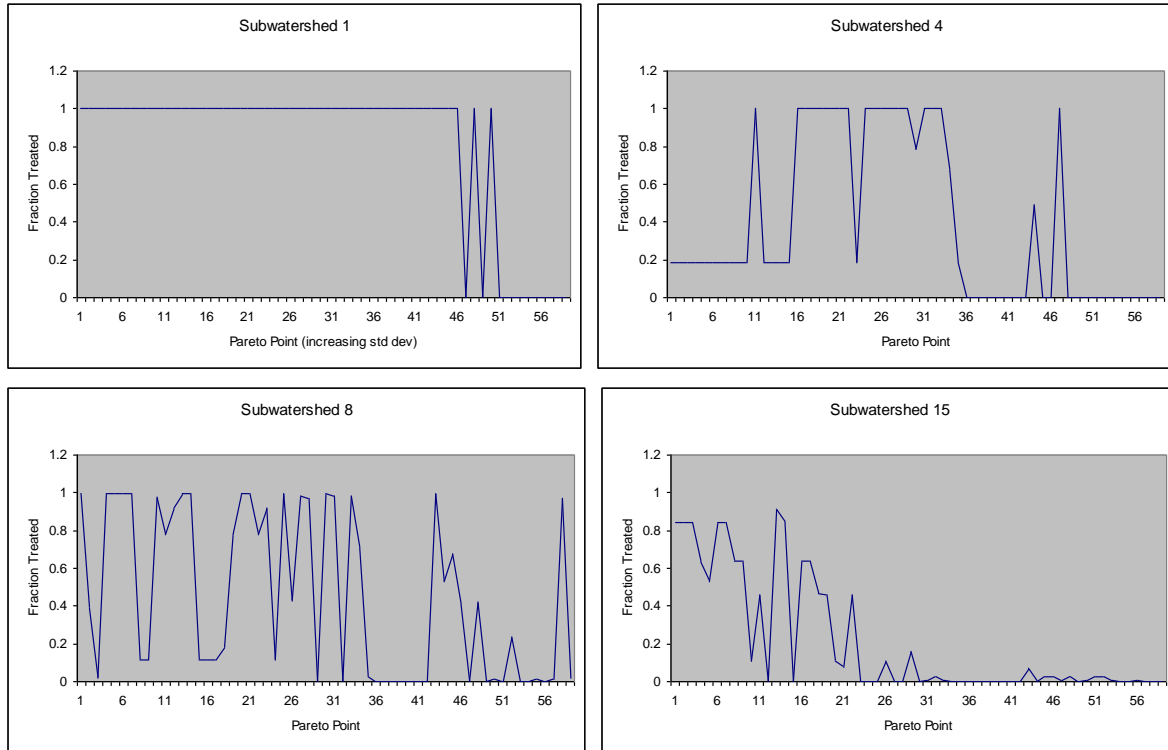 Subwatershed 1
1.2
1
0.8
0.6
0.4
0.2
0
Fraction Treated
1 6 11 16 21 26 31 36 41 46 51 56
Pareto Point (increasing std dev)
Subwatershed 4
1.2
1
0.8
0.6
0.4
0.2
0
Fraction Treated
1 6 11 16 21 26 31 36 41 46 51 56
Pareto Point
Subwatershed 8
1.2
1
0.8
0.6
0.4
0.2
0
Fraction Treated
1 6 11 16 21 26 31 36 41 46 51 56
Pareto Point
Subwatershed 15
1.2
1
0.8
0.6
0.4
0.2
0
Fraction Treated
1 6 11 16 21 26 31 36 41 46 51 56
Pareto Point